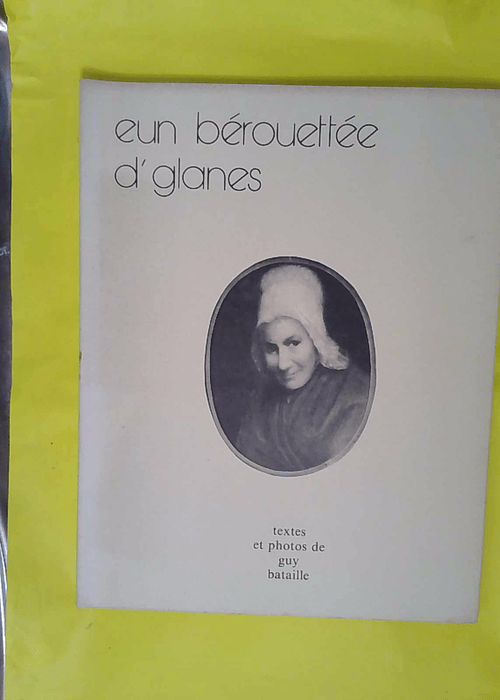 eun bérouettée
d'glanes
textes
et photos de
guy
bataille